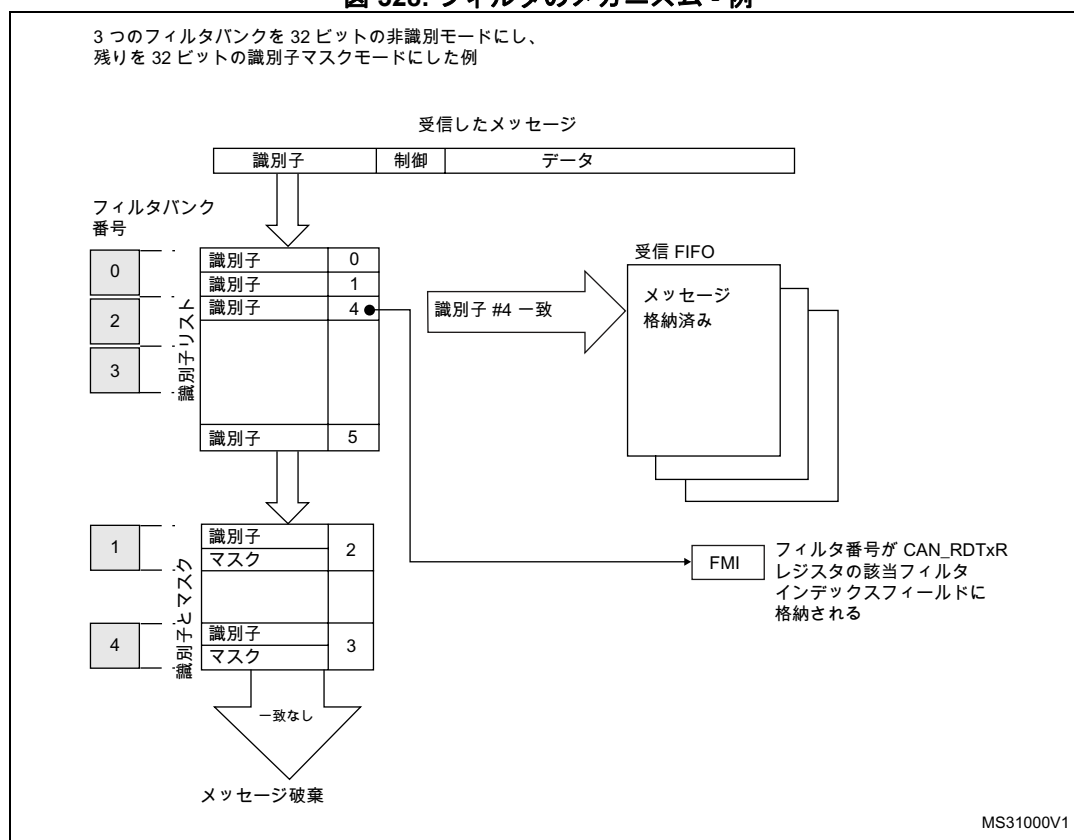 3 つのフィルタバンクを 32 ビットの非識別モードにし、
残りを 32 ビットの識別子マスクモードにした例
受信したメッセージ
識別子 制御 データ
フィルタバンク
番号
0
2
3
識別子リスト
識別子 0
識別子 1
識別子 4
識別子 5
識別子 #4 一致
受信 FIFO
メッセージ
格納済み
1
4
識別子とマスク
識別子
マスク
2
識別子
マスク
3
FMI
フィルタ番号が CAN_RDTxR
レジスタの該当フィルタ
インデックスフィールドに
格納される
一致なし
メッセージ破棄
MS31000V1